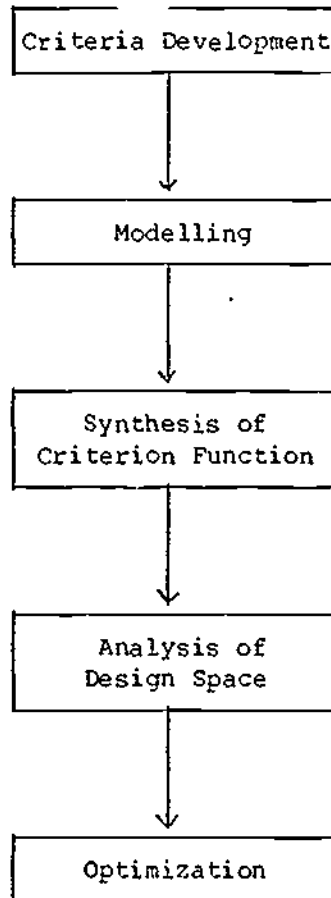 Criteria Development
Modelling
Synthesis of
Criterion Function
Analysis of
Design Space
Optimization